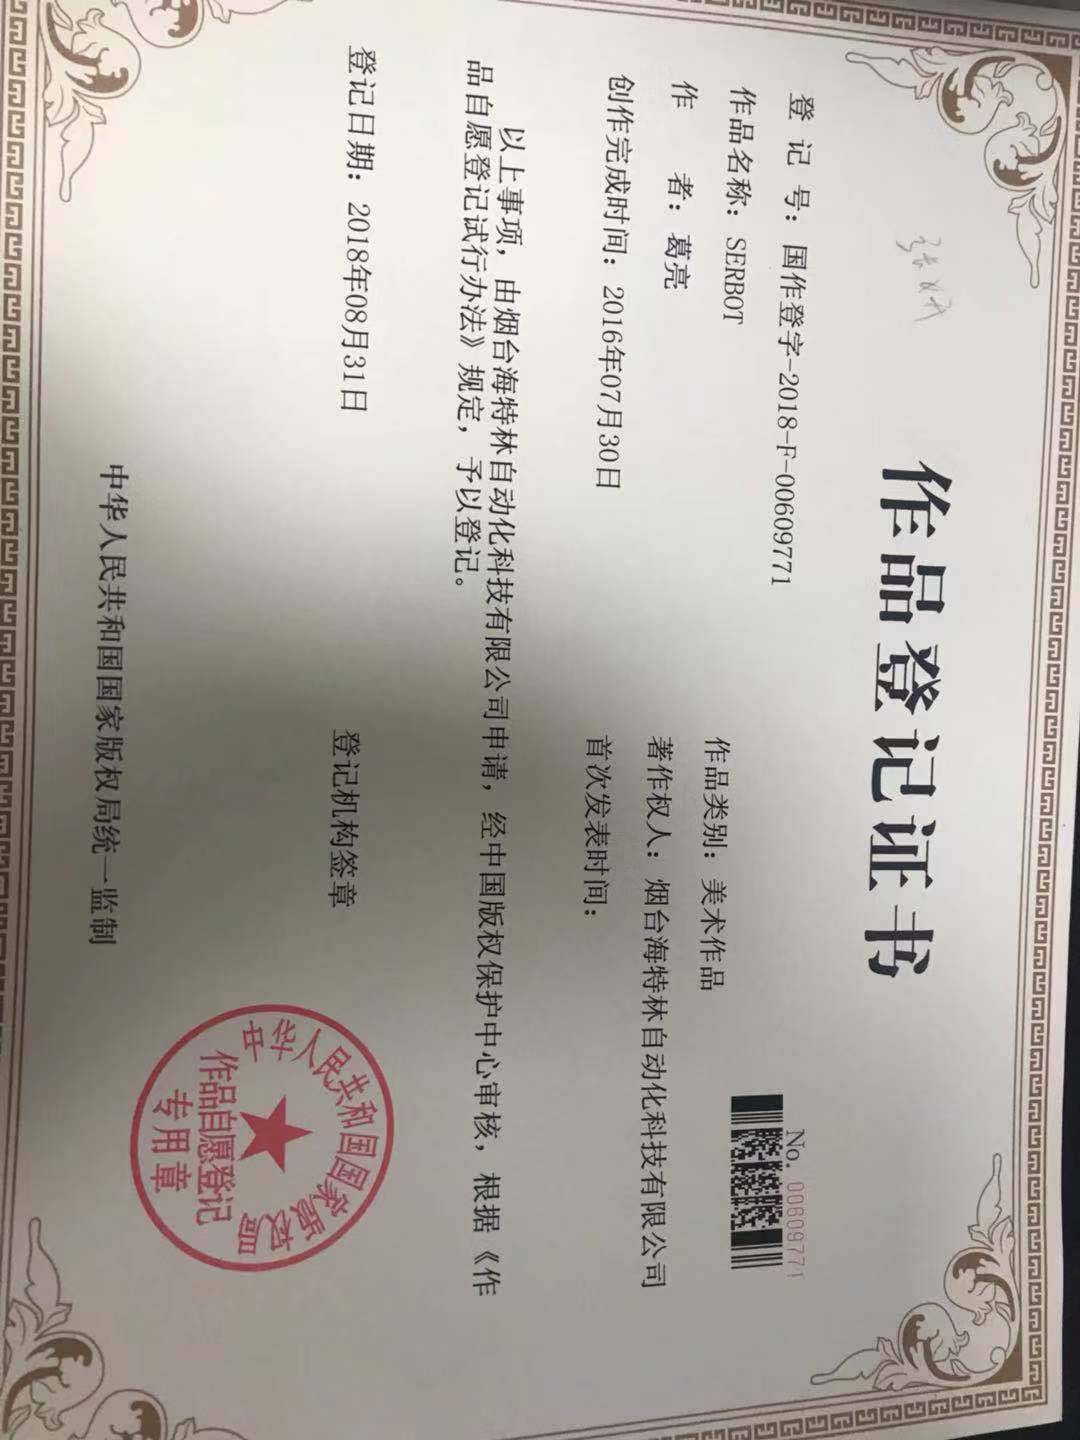 作品登记证书
No. 00609771
登 记 号：国作登字-2018-F-00609771
作品名称：SERBOT
作品类别：美术作品
作　　者：葛亮
著作权人：烟台海特林自动化科技有限公司
创作完成时间：2016年07月30日
首次发表时间：
以上事项，由烟台海特林自动化科技有限公司申请，经中国版权保护中心审核，根据《作
品自愿登记试行办法》规定，予以登记。
登记日期：2018年08月31日
登记机构签章
中华人民共和国国家版权局
作品自愿登记
专用章
中华人民共和国国家版权局统一监制